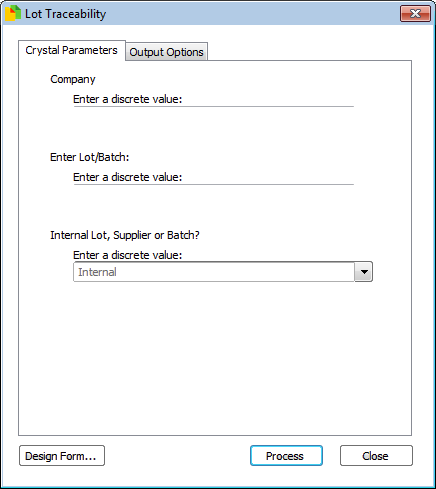 Lot Traceability
Crystal Parameters
Output Options
Company
Enter a discrete value:
Enter Lot/Batch:
Enter a discrete value:
Internal Lot, Supplier or Batch?
Enter a discrete value:
Internal
Design Form...
Process
Close